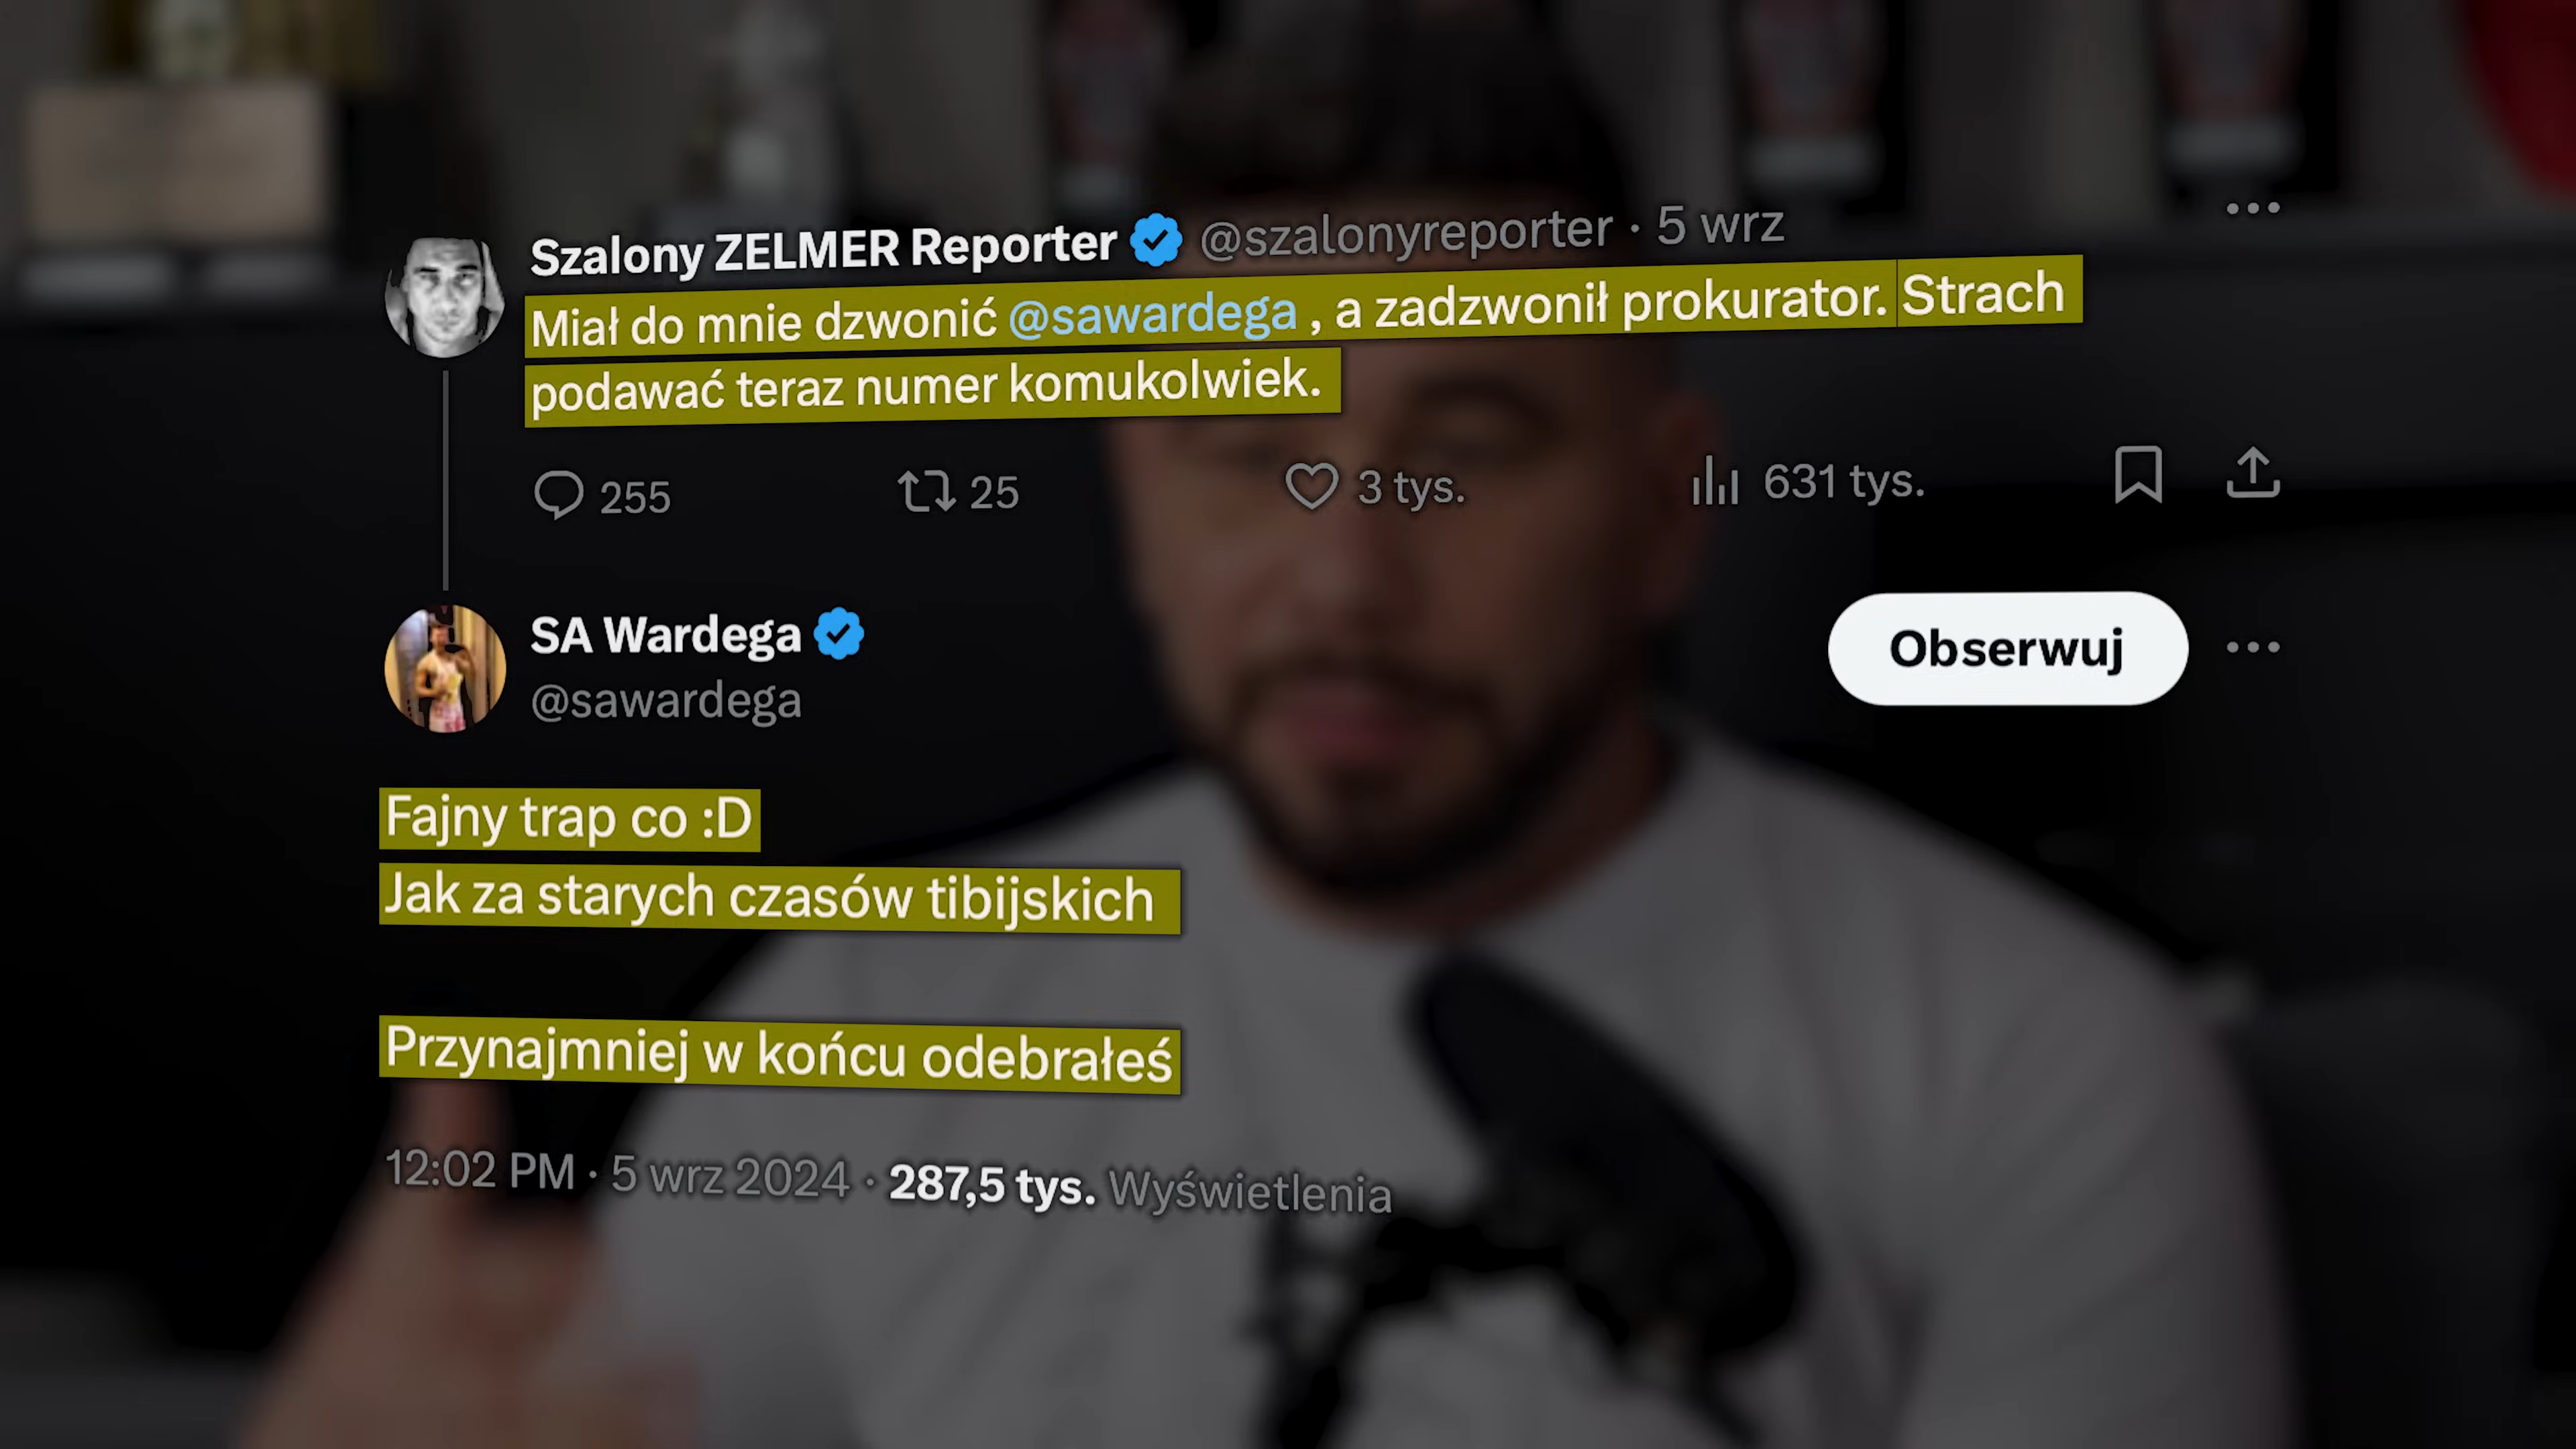 Szalony ZELMER Reporter @szalonyreporter · 5 wrz
Miał do mnie dzwonić @sawardega , a zadzwonił prokurator. Strach
podawać teraz numer komukolwiek.
255 25 3 tys. 631 tys.
SA Wardega
@sawardega
Obserwuj
Fajny trap co :D
Jak za starych czasów tibijskich
Przynajmniej w końcu odebrałeś
12:02 PM · 5 wrz 2024 · 287,5 tys. Wyświetlenia